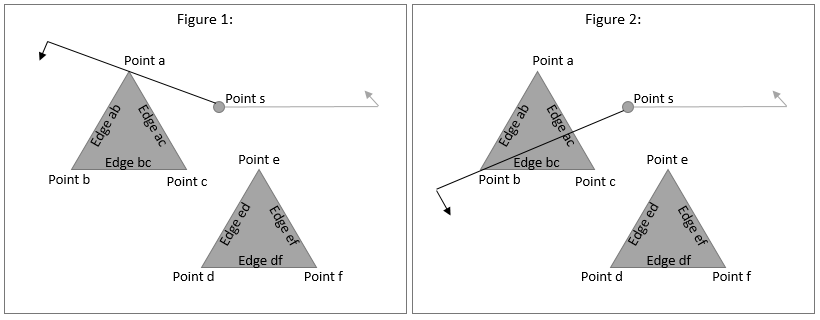 Figure 1:
Point a
Point s
Edge ab
Edge ac
Edge bc
Point b
Point c
Point e
Edge ed
Edge ef
Edge df
Point d
Point f
Figure 2:
Point a
Point s
Edge ab
Edge ac
Edge bc
Point b
Point c
Point e
Edge ed
Edge ef
Edge df
Point d
Point f